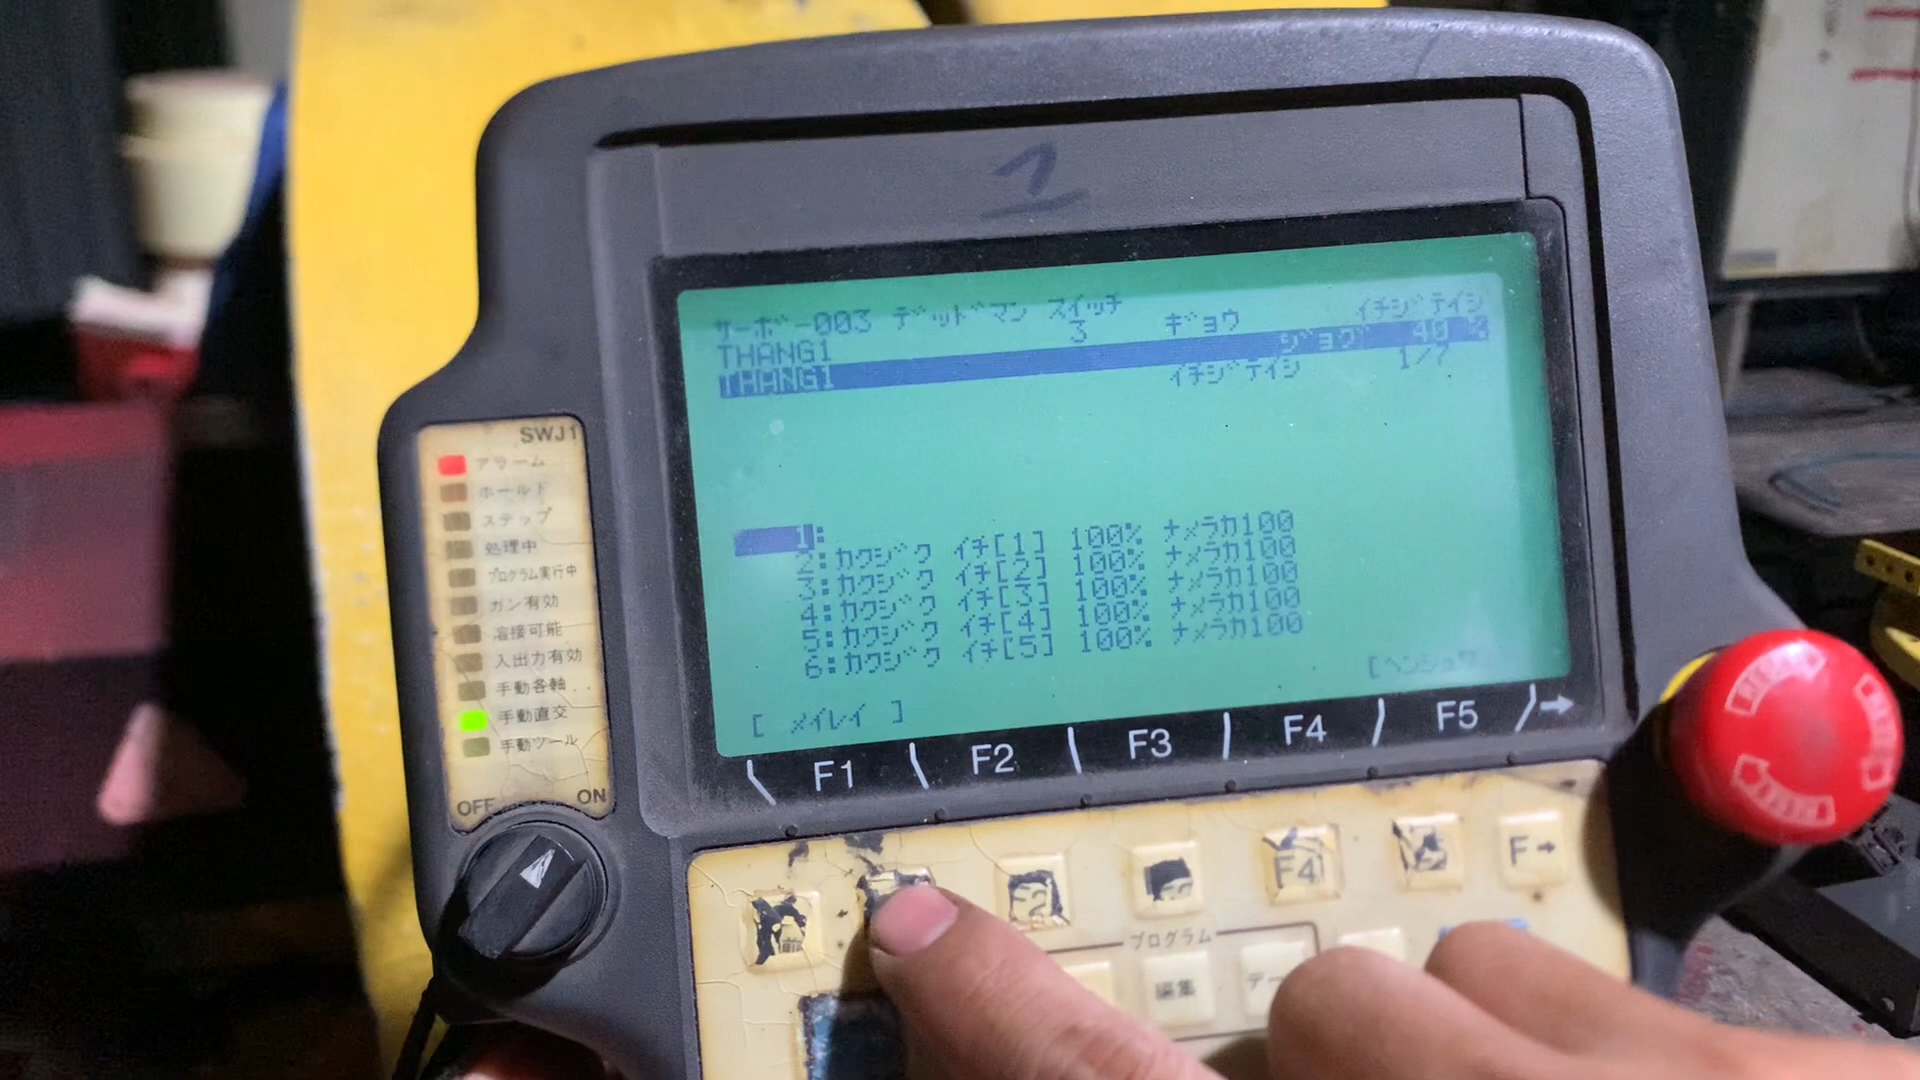 1
サーボ-003 デッドマン スイッチ イチジテイシ
THANG1 3 ギョウ
THANG1 ジョグ 40 %
イチジテイシ 1/7
1:
2:カクジク イチ[1] 100% ナメラカ100
3:カクジク イチ[2] 100% ナメラカ100
4:カクジク イチ[3] 100% ナメラカ100
5:カクジク イチ[4] 100% ナメラカ100
6:カクジク イチ[5] 100% ナメラカ100
[ヘンシュウ]
[ メイレイ ]
F1 F2 F3 F4 F5 →
SWJ1
アラーム
ホールド
ステップ
処理中
プログラム実行中
ガン有効
溶接可能
入出力有効
手動各軸
手動直交
手動ツール
OFF ON
F2 F4 F→
プログラム
編集